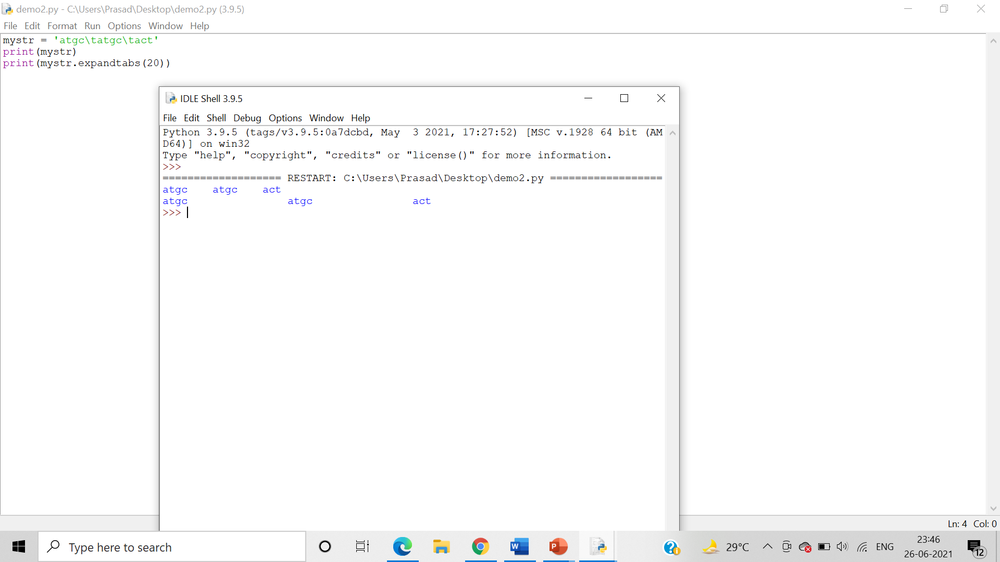 demo2.py - C:\Users\Prasad\Desktop\demo2.py (3.9.5)
File Edit Format Run Options Window Help
mystr = 'atgc\tatgc\tact'
print(mystr)
print(mystr.expandtabs(20))
IDLE Shell 3.9.5
File Edit Shell Debug Options Window Help
Python 3.9.5 (tags/v3.9.5:0a7dcbd, May  3 2021, 17:27:52) [MSC v.1928 64 bit (AM
D64)] on win32
Type "help", "copyright", "credits" or "license()" for more information.
>>>
=================== RESTART: C:\Users\Prasad\Desktop\demo2.py ==================
atgc    atgc    act
atgc                atgc                act
>>>
Ln: 4 Col: 0
Type here to search
W
P
29°C
ENG
23:46
26-06-2021
12